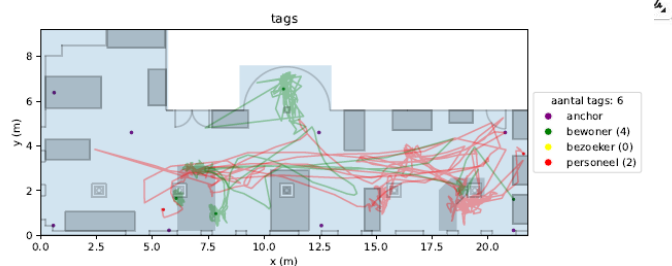 tags
y (m)
8
6
4
2
0
0.0 2.5 5.0 7.5 10.0 12.5 15.0 17.5 20.0
x (m)
aantal tags: 6
anchor
bewoner (4)
bezoeker (0)
personeel (2)